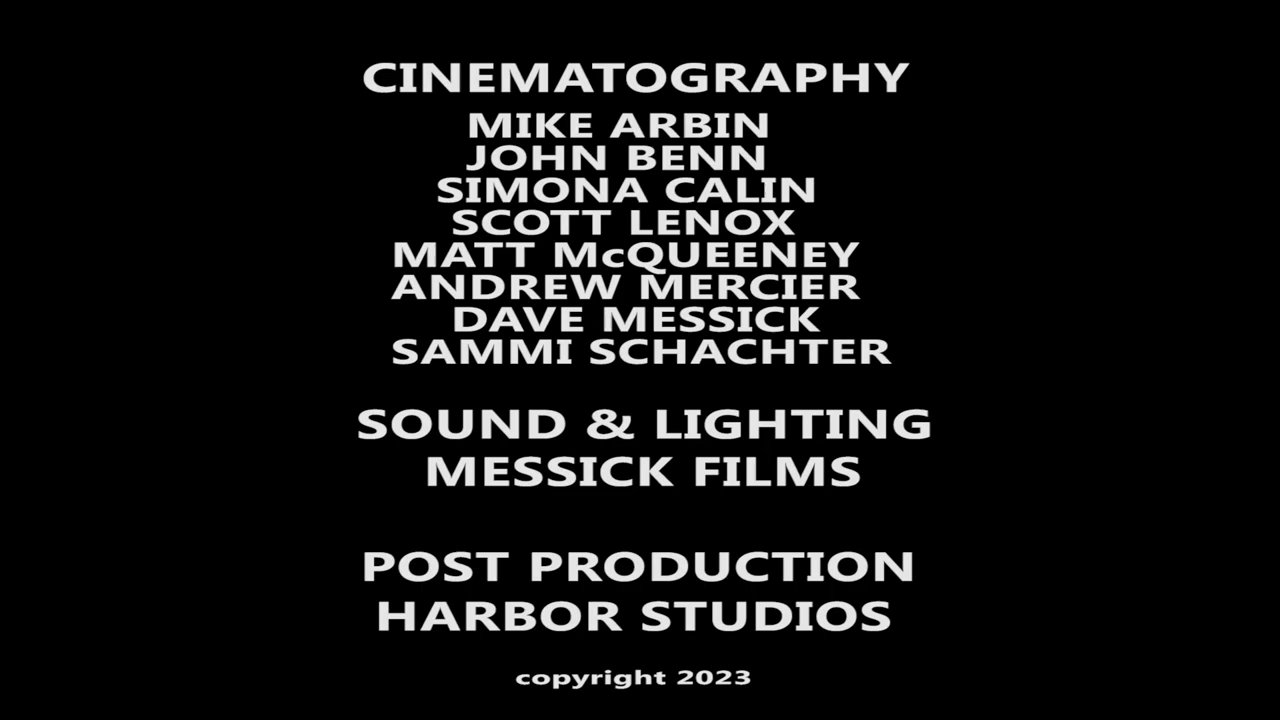 CINEMATOGRAPHY
MIKE ARBIN
JOHN BENN
SIMONA CALIN
SCOTT LENOX
MATT McQUEENEY
ANDREW MERCIER
DAVE MESSICK
SAMMI SCHACHTER
SOUND & LIGHTING
MESSICK FILMS
POST PRODUCTION
HARBOR STUDIOS
copyright 2023